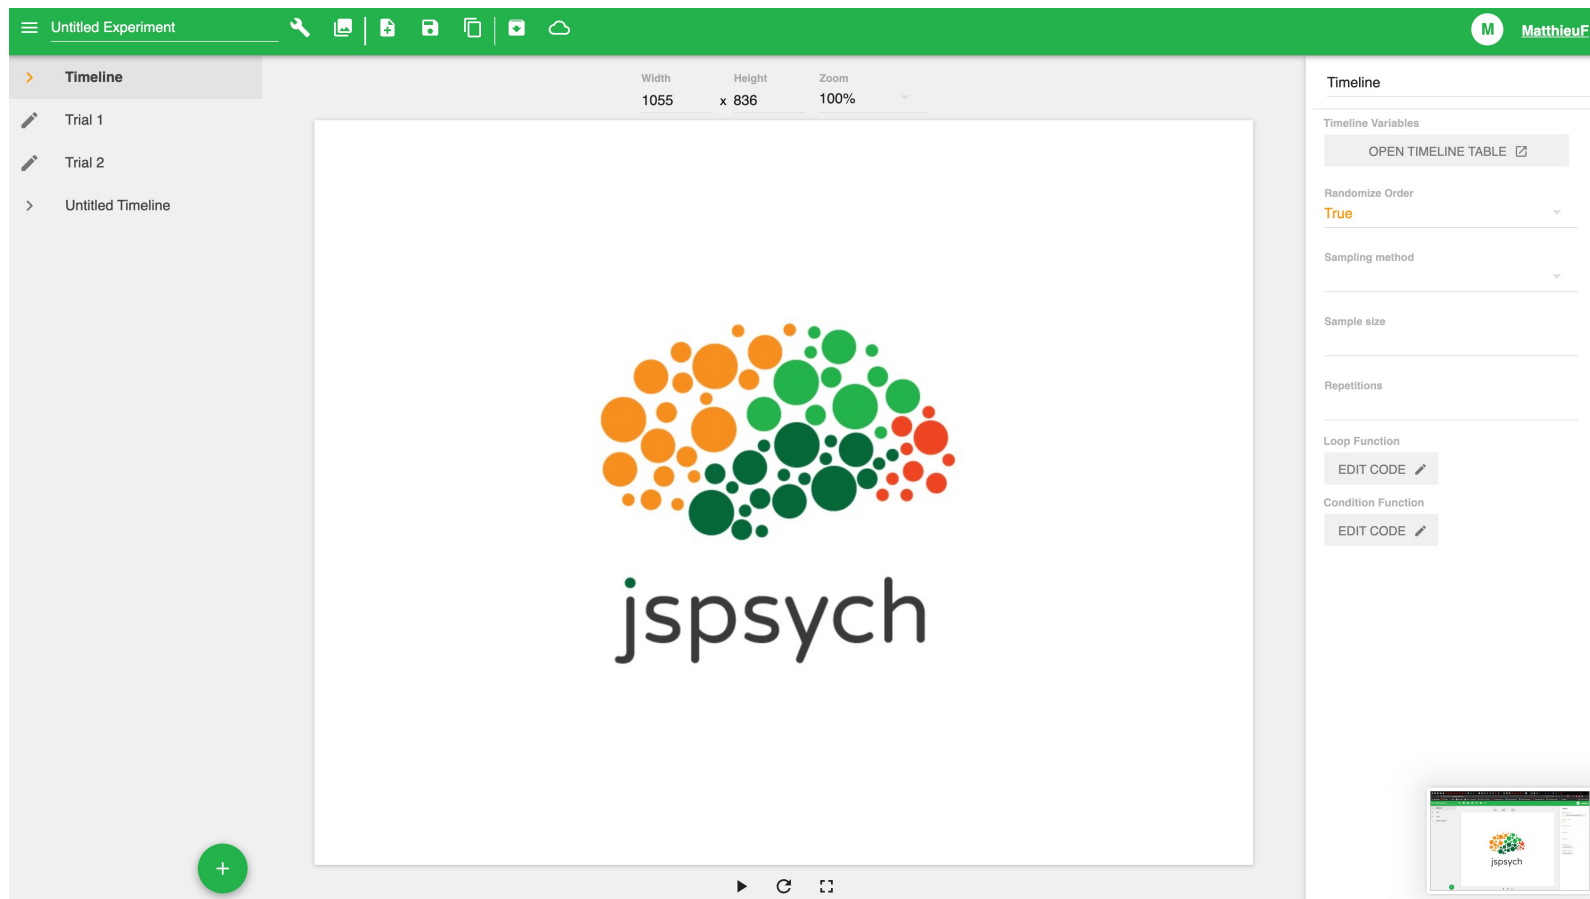 Untitled Experiment
M
MatthieuF
Timeline
Trial 1
Trial 2
Untitled Timeline
Width
Height
Zoom
1055
x 836
100%
jspsych
Timeline
Timeline Variables
OPEN TIMELINE TABLE
Randomize Order
True
Sampling method
Sample size
Repetitions
Loop Function
EDIT CODE
Condition Function
EDIT CODE
jspsych